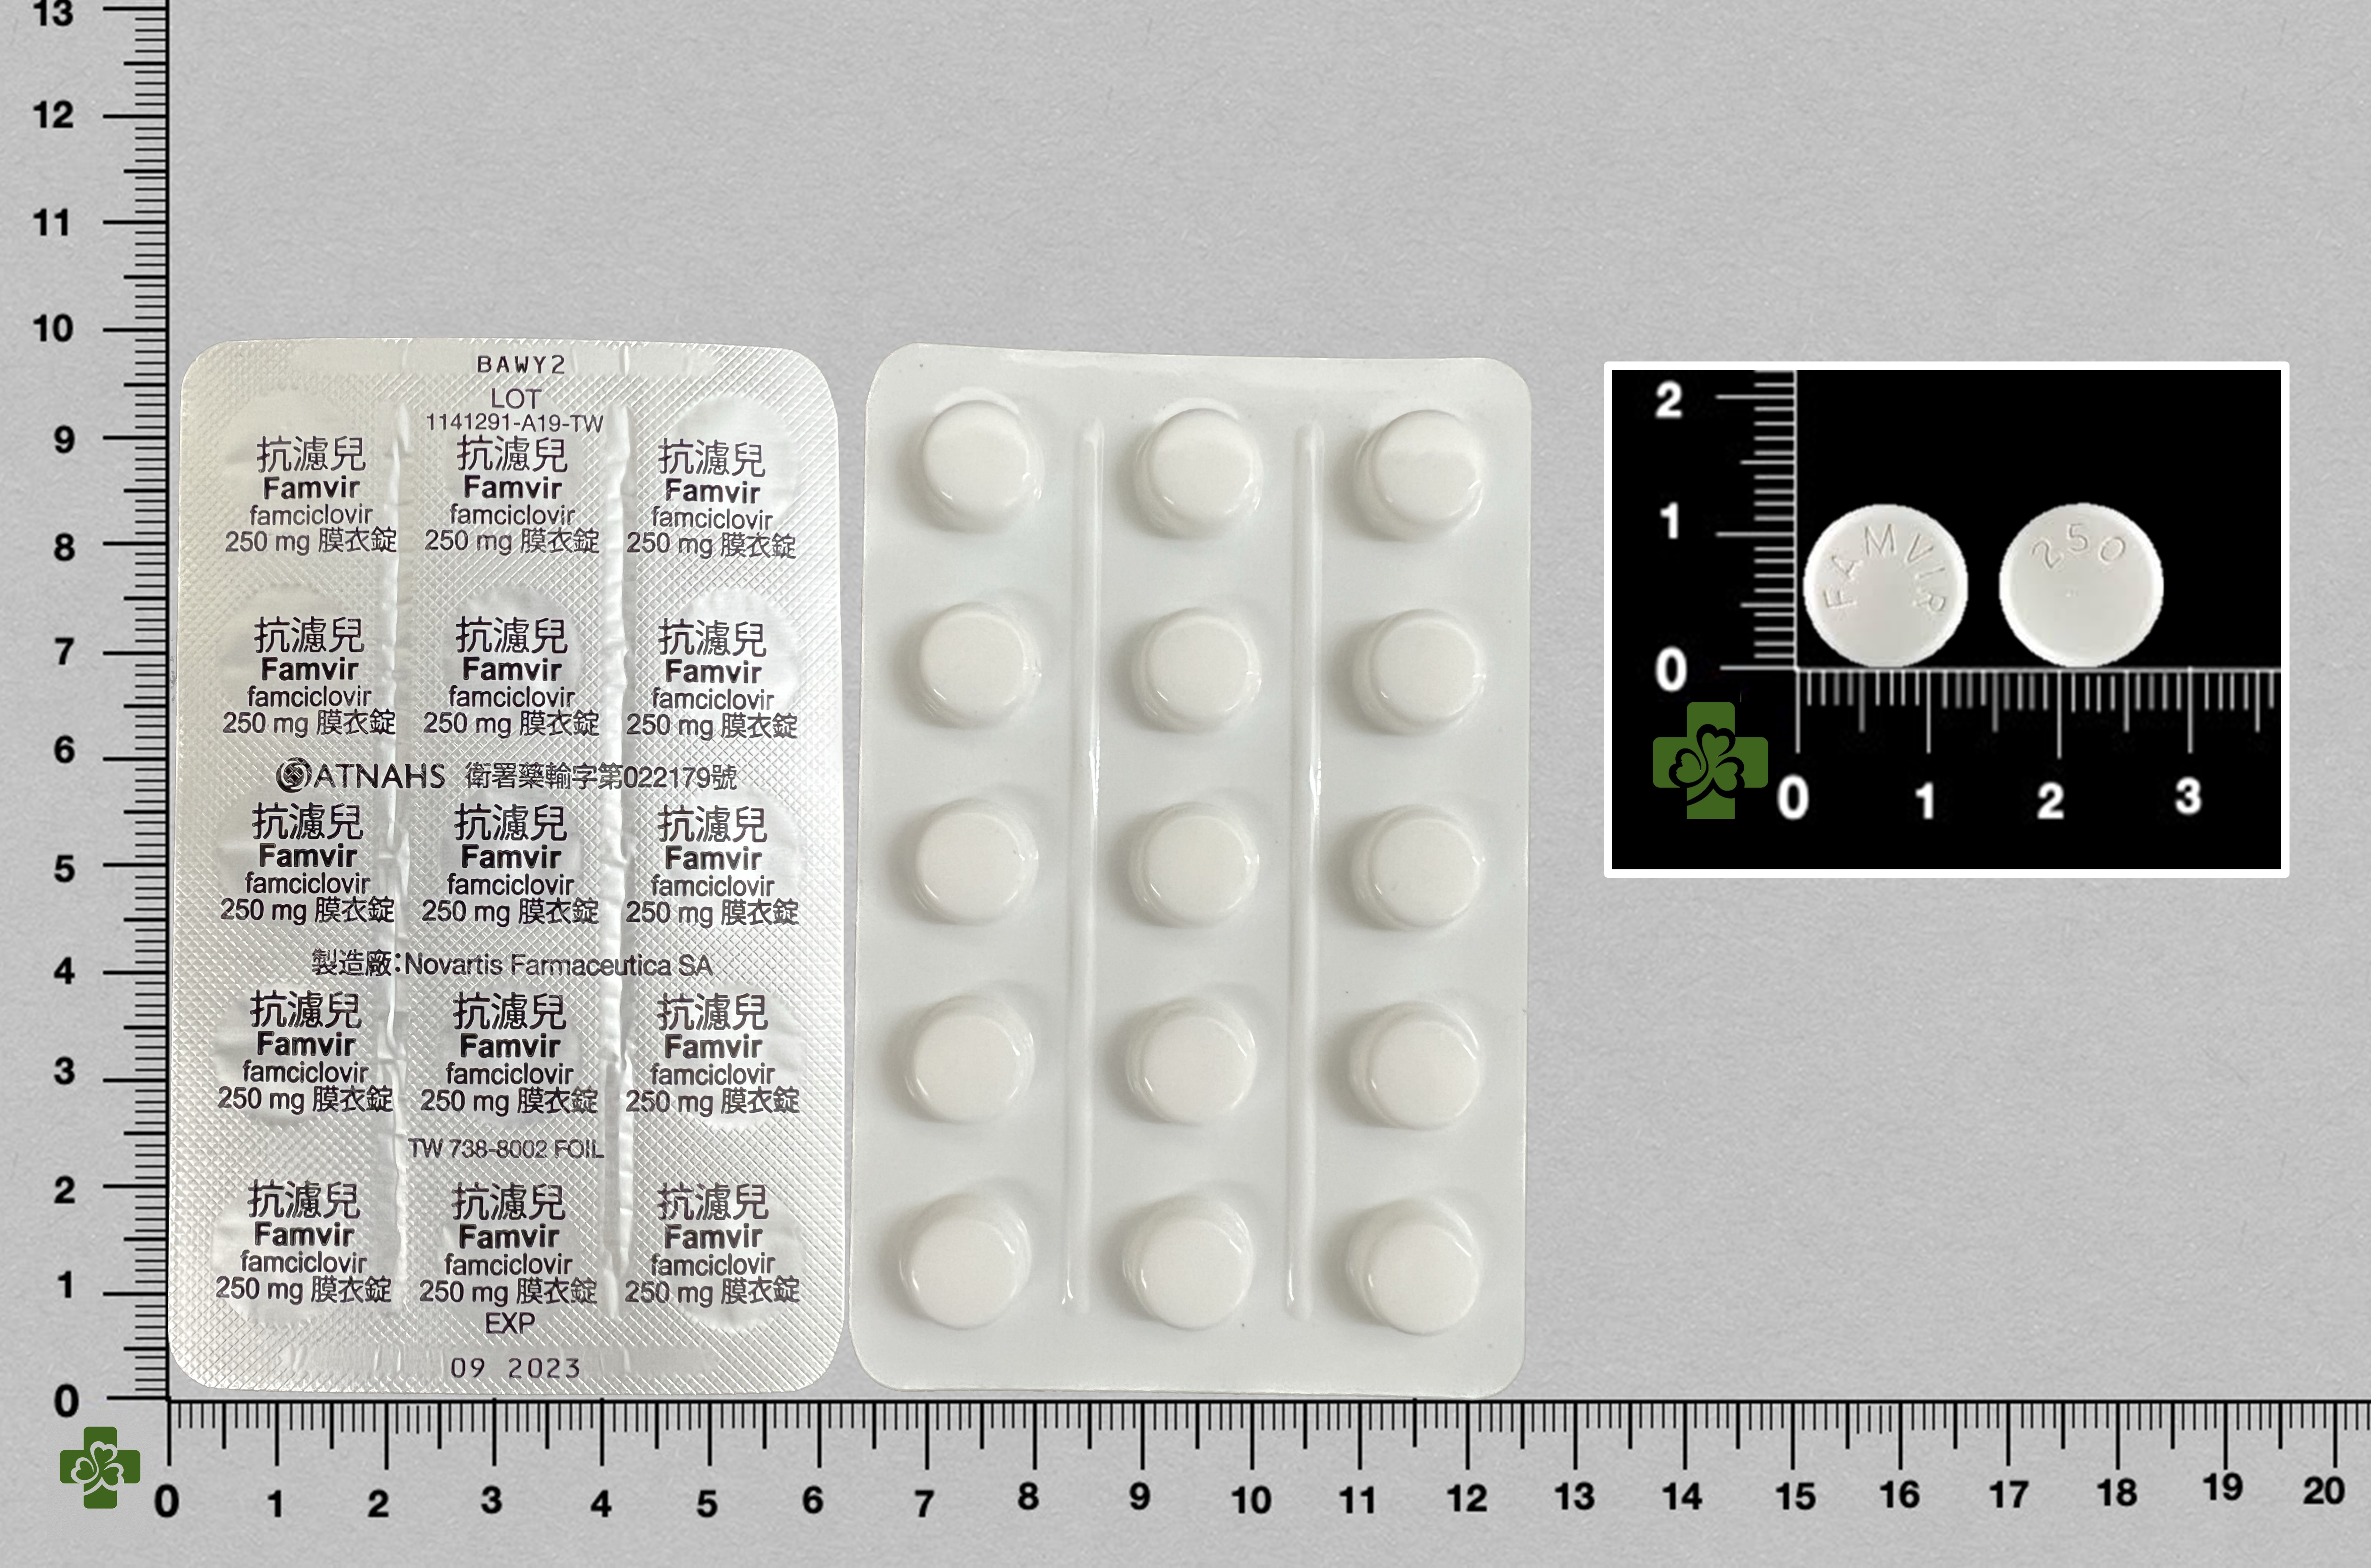 13
12
11
10
9
8
7
6
5
4
3
2
1
0
BAWY2
LOT
1141291-A19-TW
抗濾兒 抗濾兒 抗濾兒
Famvir Famvir Famvir
famciclovir famciclovir famciclovir
250 mg 膜衣錠 250 mg 膜衣錠 250 mg 膜衣錠
抗濾兒 抗濾兒 抗濾兒
Famvir Famvir Famvir
famciclovir famciclovir famciclovir
250 mg 膜衣錠 250 mg 膜衣錠 250 mg 膜衣錠
ATNAHS 衛署藥輸字第022179號
抗濾兒 抗濾兒 抗濾兒
Famvir Famvir Famvir
famciclovir famciclovir famciclovir
250 mg 膜衣錠 250 mg 膜衣錠 250 mg 膜衣錠
製造廠:Novartis Farmaceutica SA
抗濾兒 抗濾兒 抗濾兒
Famvir Famvir Famvir
famciclovir famciclovir famciclovir
250 mg 膜衣錠 250 mg 膜衣錠 250 mg 膜衣錠
TW 738-8002 FOIL
抗濾兒 抗濾兒 抗濾兒
Famvir Famvir Famvir
famciclovir famciclovir famciclovir
250 mg 膜衣錠 250 mg 膜衣錠 250 mg 膜衣錠
EXP
09 2023
2
1
0
FAMVIR 250
0 1 2 3
0 1 2 3 4 5 6 7 8 9 10 11 12 13 14 15 16 17 18 19 20